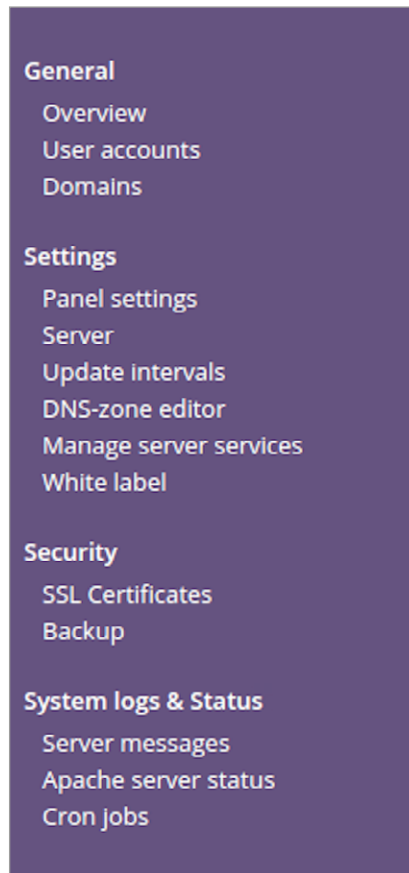 General
Overview
User accounts
Domains
Settings
Panel settings
Server
Update intervals
DNS-zone editor
Manage server services
White label
Security
SSL Certificates
Backup
System logs & Status
Server messages
Apache server status
Cron jobs